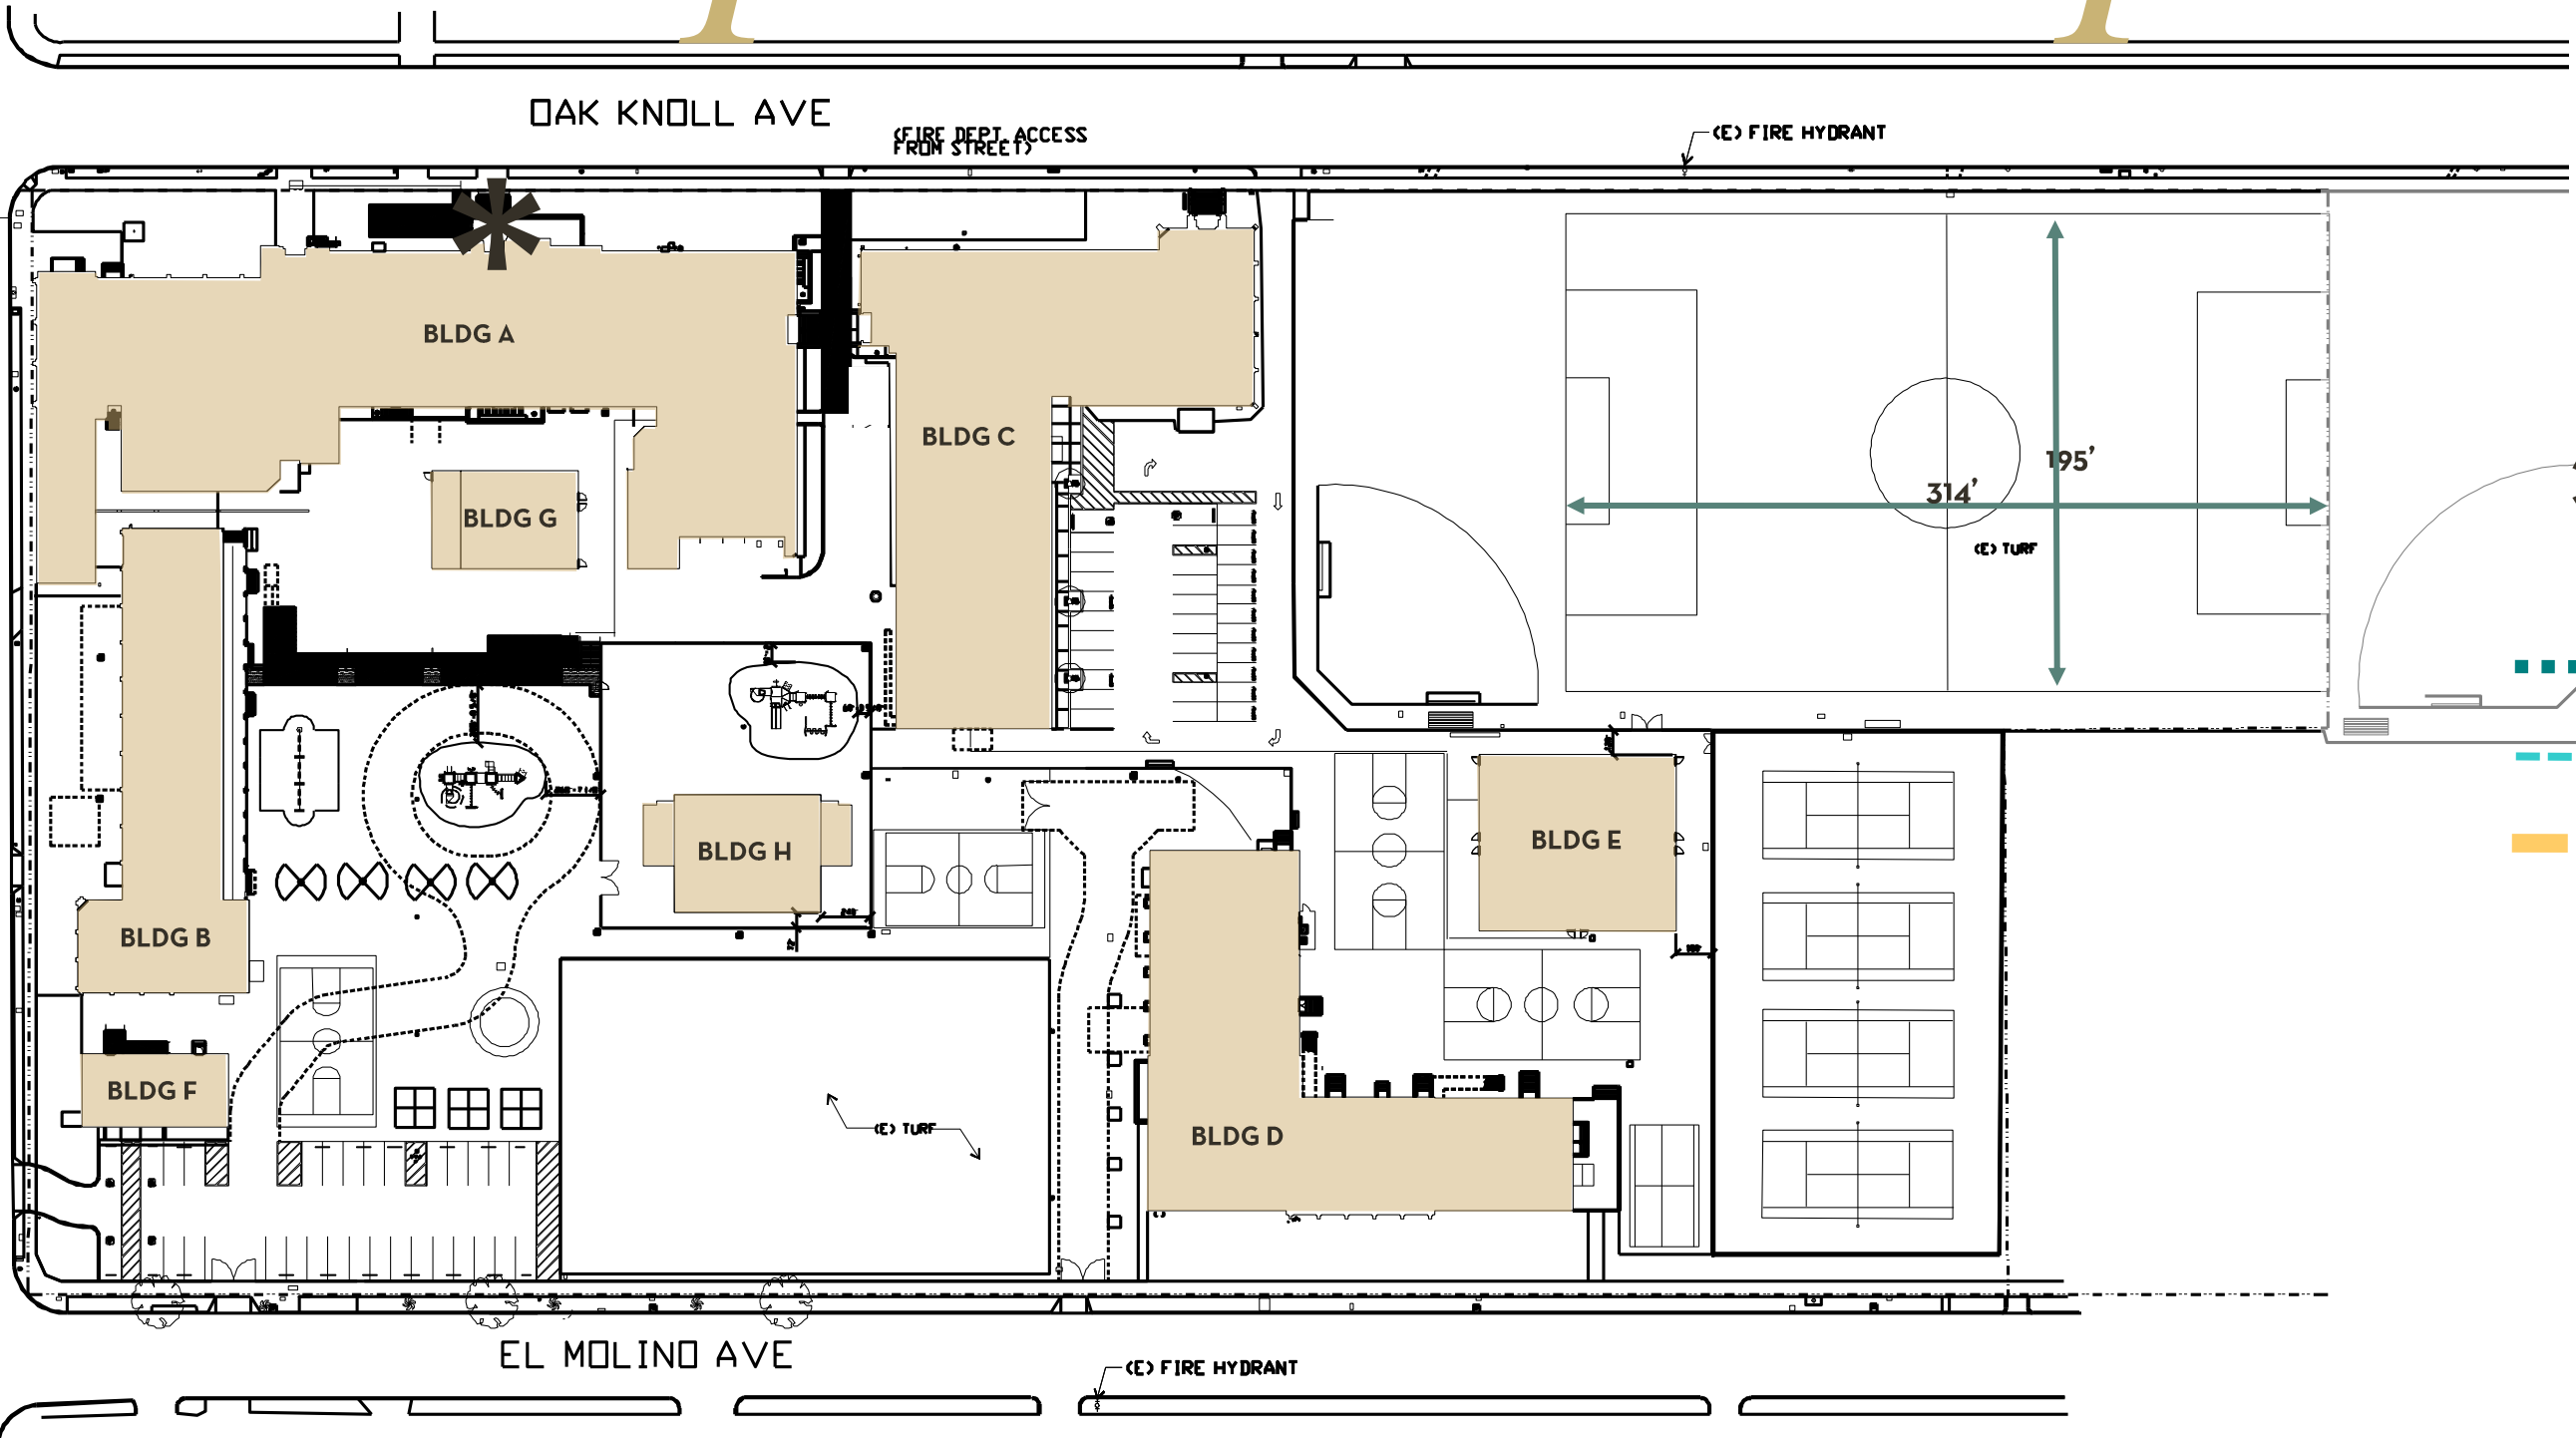 OAK KNOLL AVE
(FIRE DEPT. ACCESS
FROM STREET)
(E) FIRE HYDRANT
BLDG A
BLDG C
195’
314’
BLDG G
(E) TURF
BLDG H
BLDG E
BLDG B
BLDG F
(E) TURF
BLDG D
EL MOLINO AVE
(E) FIRE HYDRANT